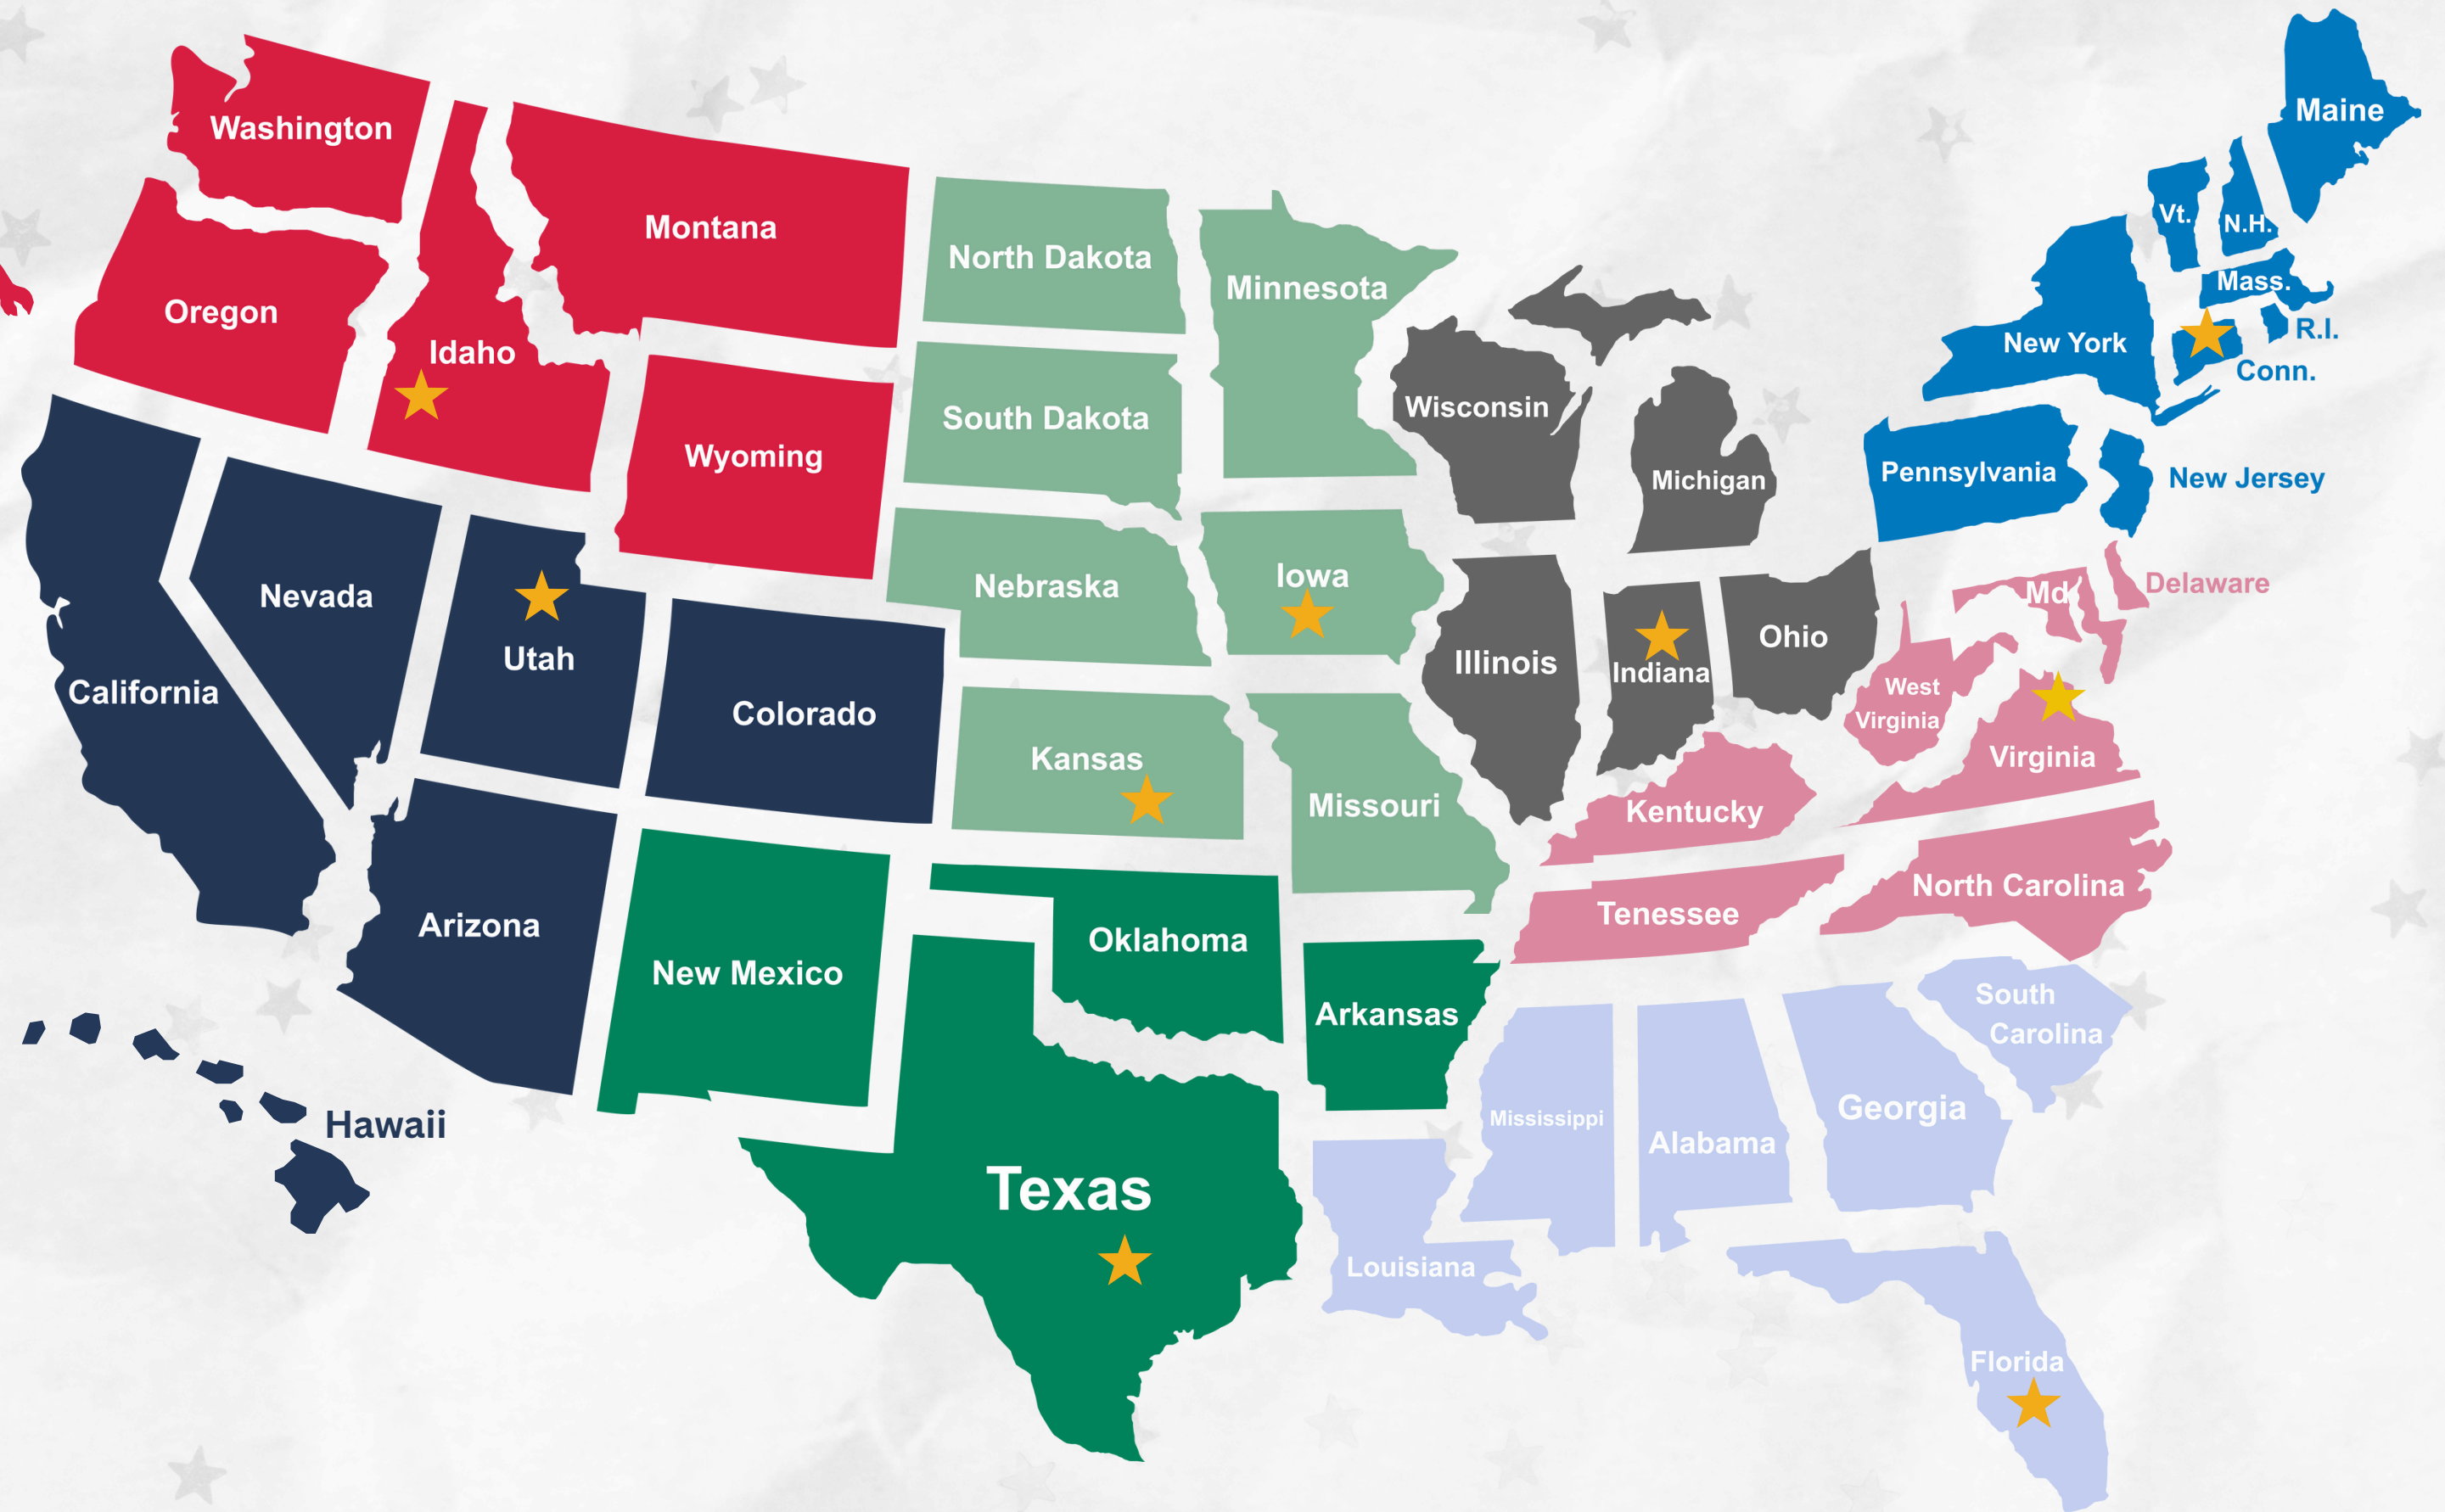 Washington
Maine
Montana
Vt.
N.H.
North Dakota
Minnesota
Mass.
Oregon
R.I.
New York
Idaho
Conn.
Wisconsin
South Dakota
Wyoming
Pennsylvania
New Jersey
Michigan
Iowa
Delaware
Nebraska
Md
Nevada
Ohio
Utah
Illinois
Indiana
West
Virginia
California
Colorado
Kansas
Virginia
Missouri
Kentucky
North Carolina
Tenessee
Arizona
Oklahoma
New Mexico
South
Carolina
Arkansas
Georgia
Mississippi
Hawaii
Alabama
Texas
Louisiana
Florida